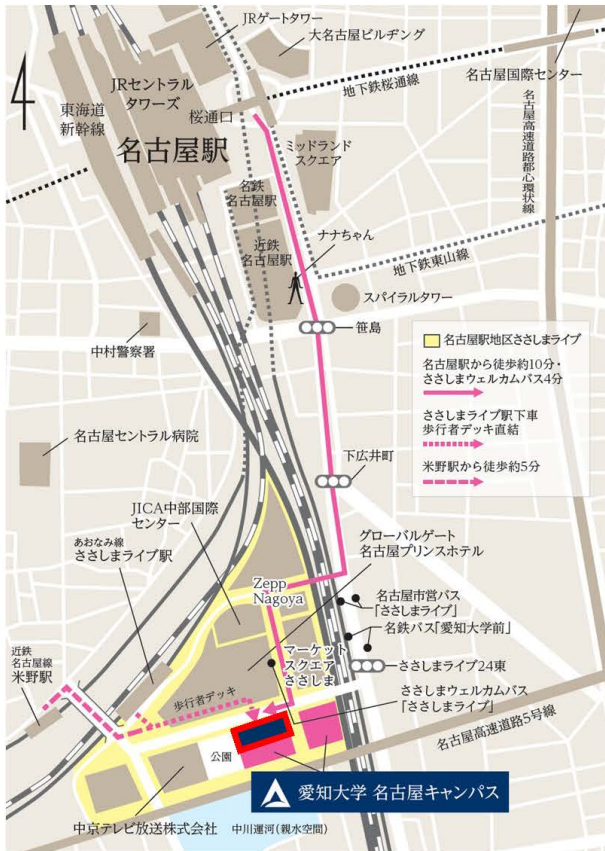 JRゲートタワー
大名古屋ビルヂング
JRセントラル
タワーズ
名古屋国際センター
地下鉄桜通線
東海道
新幹線
桜通口
名古屋駅
ミッドランド
スクエア
名古屋高速道路都心環状線
名鉄
名古屋駅
近鉄
名古屋駅
ナナちゃん
地下鉄東山線
スパイラルタワー
笹島
中村警察署
名古屋駅地区ささしまライブ
名古屋駅から徒歩約10分・
ささしまウェルカムバス4分
ささしまライブ駅下車
歩行者デッキ直結
米野駅から徒歩約5分
名古屋セントラル病院
下広井町
JICA中部国際
センター
あおなみ線
ささしまライブ駅
グローバルゲート
名古屋プリンスホテル
Zepp
Nagoya
名古屋市営バス
「ささしまライブ」
名鉄バス「愛知大学前」
マーケット
スクエア
ささしま
ささしまライブ24東
近鉄
名古屋線
米野駅
歩行者デッキ
ささしまウェルカムバス
「ささしまライブ」
名古屋高速道路5号線
公園
愛知大学 名古屋キャンパス
中京テレビ放送株式会社
中川運河(親水空間)